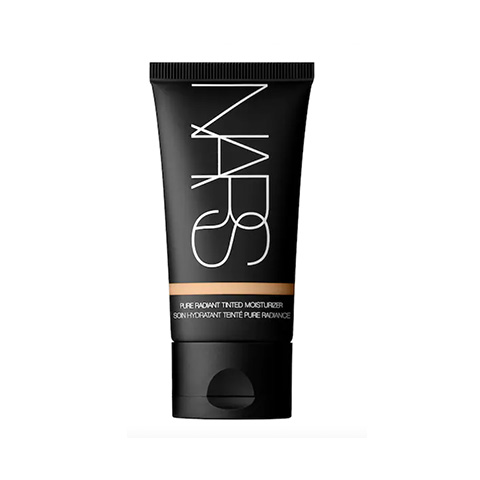 NARS
PURE RADIANT TINTED MOISTURIZER
SOIN HYDRATANT TEINTÉ PURE RADIANCE